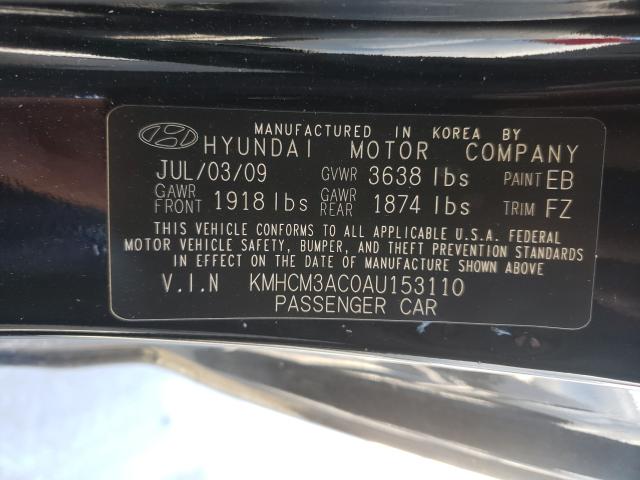 MANUFACTURED IN KOREA BY
HYUNDAI MOTOR COMPANY
JUL/03/09 GVWR 3638 lbs PAINT EB
GAWR FRONT 1918 lbs GAWR REAR 1874 lbs TRIM FZ
THIS VEHICLE CONFORMS TO ALL APPLICABLE U.S.A. FEDERAL
MOTOR VEHICLE SAFETY, BUMPER, AND THEFT PREVENTION STANDARDS
IN EFFECT ON THE DATE OF MANUFACTURE SHOWN ABOVE
V.I.N KMHCM3AC0AU153110
PASSENGER CAR